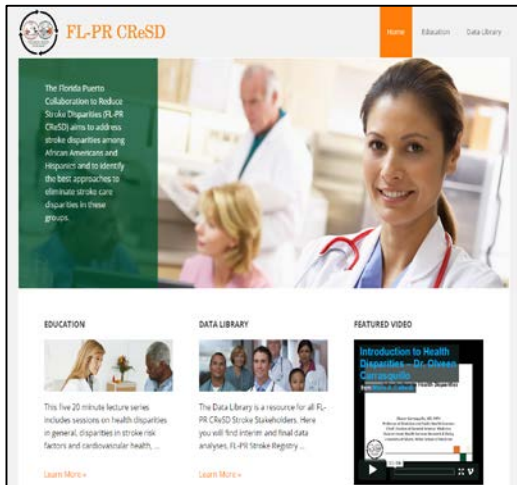 FL-PR CReSD
Home Education Data Library
The Florida Puerto
Collaboration to Reduce
Stroke Disparities (FL-PR
CReSD) aims to address
stroke disparities among
African Americans and
Hispanics and to identify
the best approaches to
eliminate stroke care
disparities in these
groups.
EDUCATION
This five 20 minute lecture series
includes sessions on health disparities
in general, disparities in stroke risk
factors and cardiovascular health, ...
Learn More »
DATA LIBRARY
The Data Library is a resource for all FL-
PR CReSD Stroke Stakeholders. Here
you will find interim and final data
analyses, FL-PR Stroke Registry ...
Learn More »
FEATURED VIDEO
Introduction to Health
Disparities – Dr. Olveen
Carrasquillo